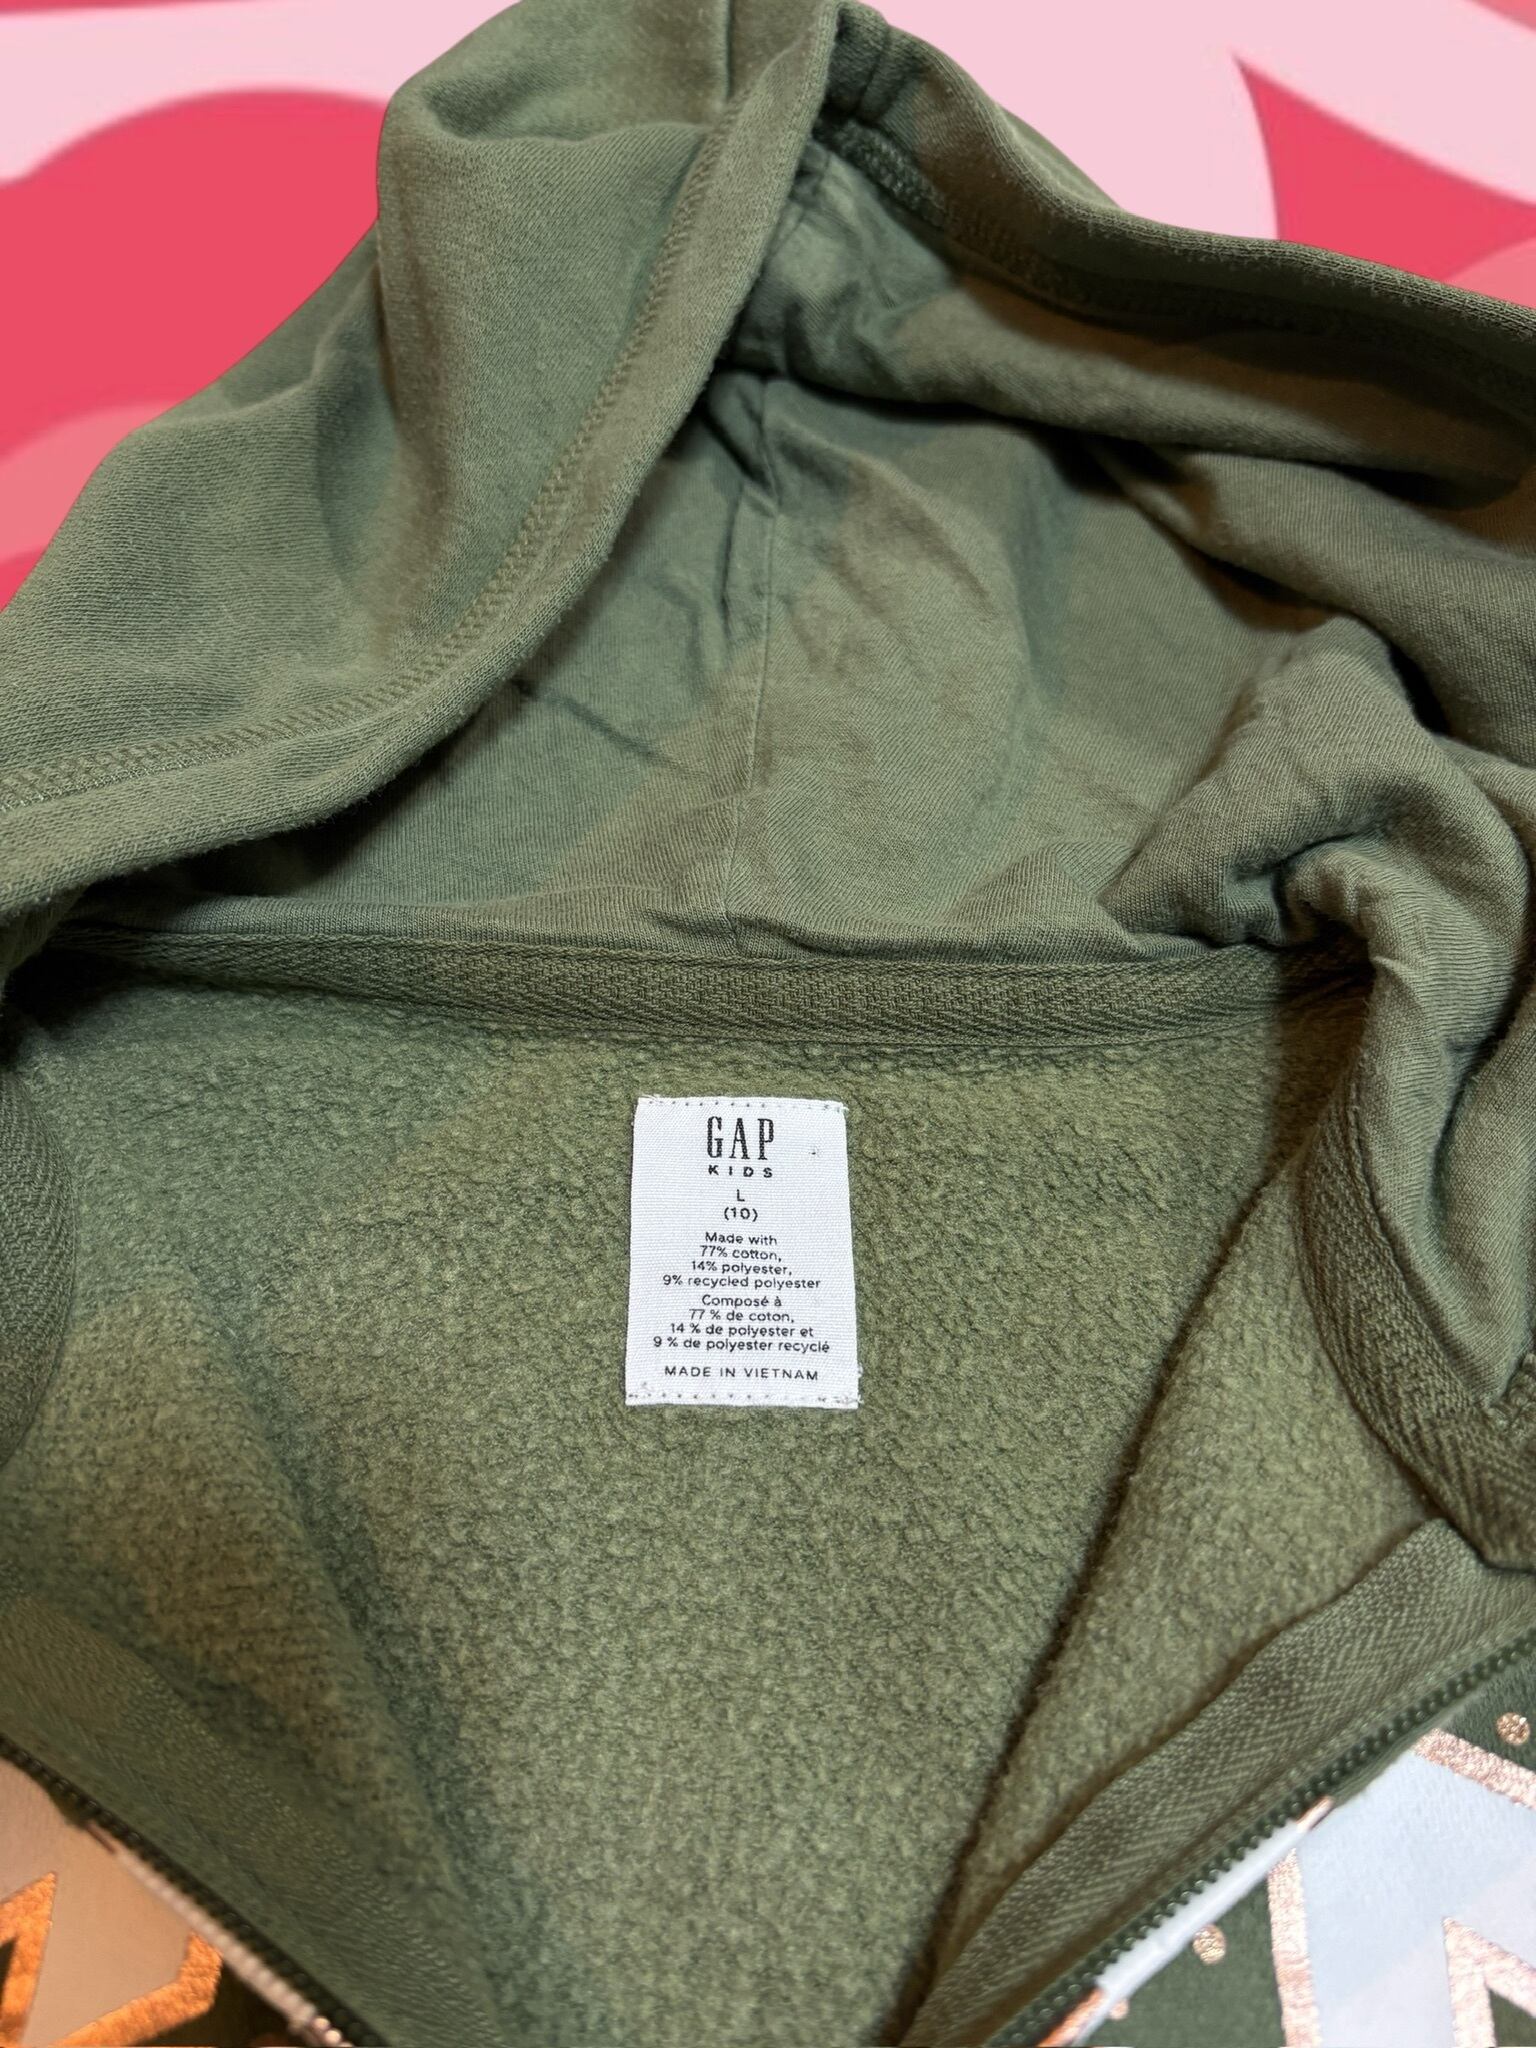 GAP
KIDS
L
(10)
Made with
77% cotton,
14% polyester,
9% recycled polyester
Composé à
77 % de coton,
14 % de polyester et
9 % de polyester recyclé
MADE IN VIETNAM